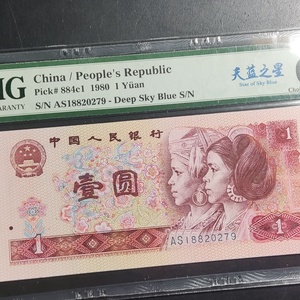 MG
ARANTY
China / People's Republic
Pick# 884c1 1980 1 Yüan
S/N AS18820279 - Deep Sky Blue S/N
天蓝之星
Star of Sky Blue
中国人民银行
壹圆
1
1
AS18820279